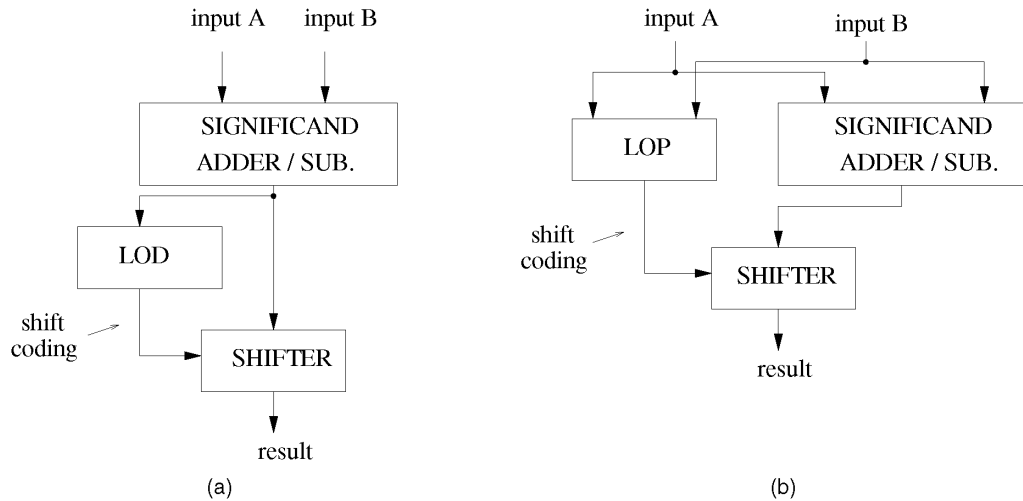 input A
input B
SIGNIFICAND
ADDER / SUB.
LOD
shift
coding
SHIFTER
result
(a)
input A
input B
LOP
SIGNIFICAND
ADDER / SUB.
shift
coding
SHIFTER
result
(b)